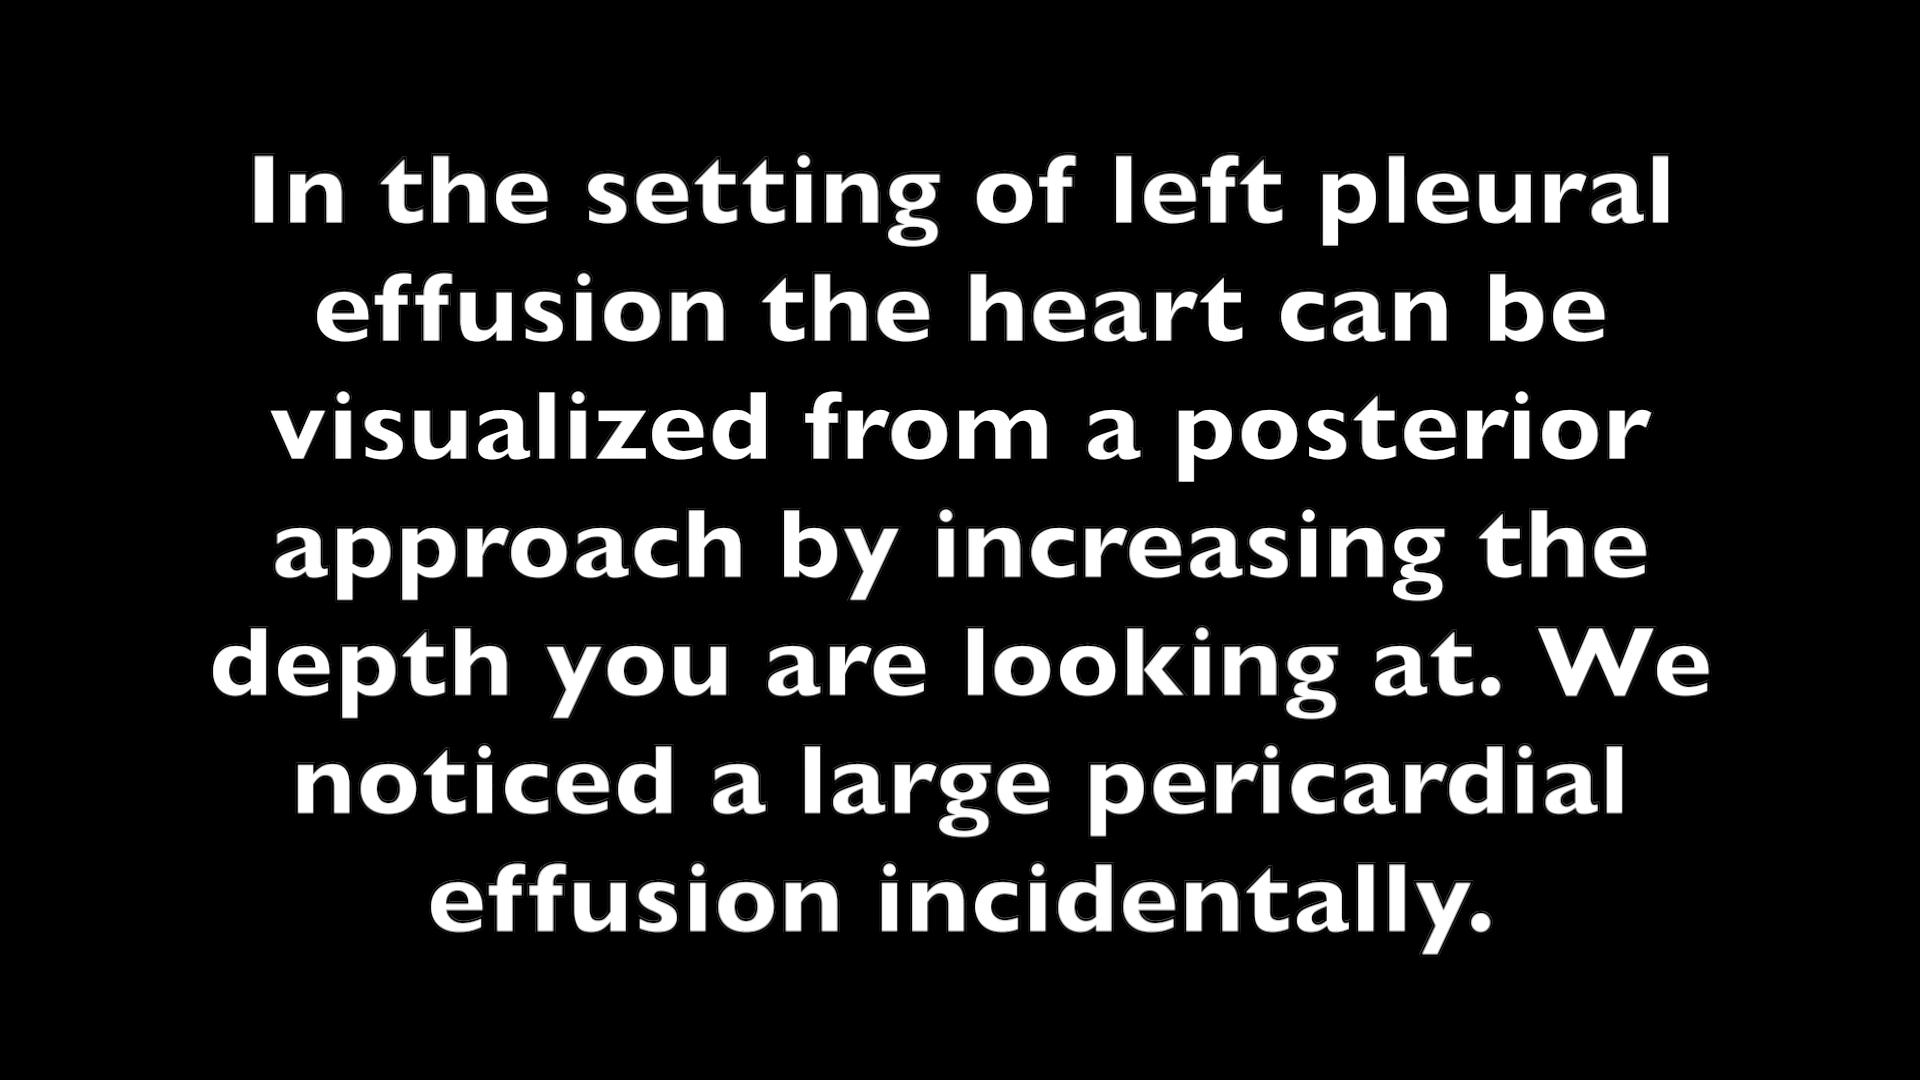 In the setting of left pleural
effusion the heart can be
visualized from a posterior
approach by increasing the
depth you are looking at. We
noticed a large pericardial
effusion incidentally.